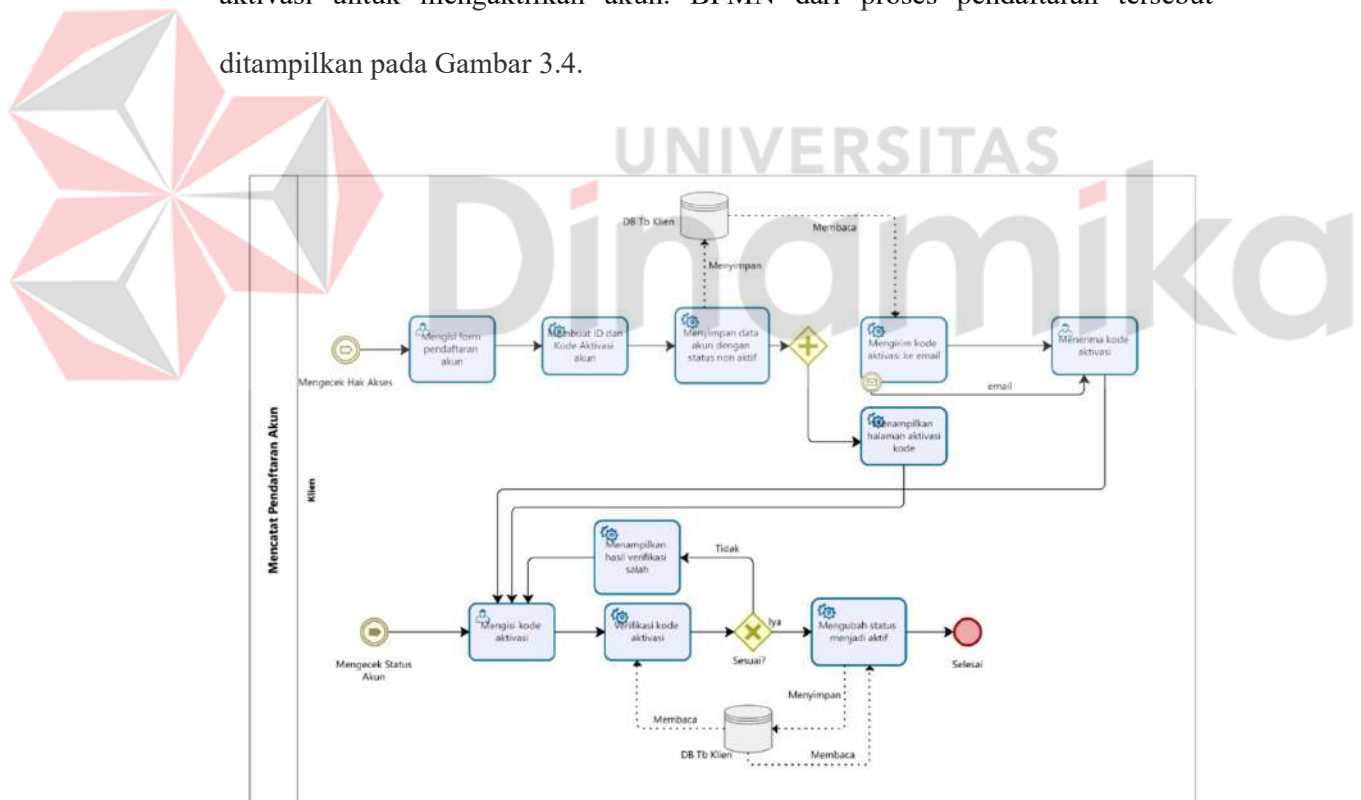 aktivasi untuk mengaktifkan akun. BPMN dari proses pendaftaran tersebut
ditampilkan pada Gambar 3.4.
UNIVERSITAS
Dinamika
Mencatat Pendaftaran Akun
Klien
DB Tb Klien
Membaca
Menyimpan
Mengecek Hak Akses
Mengisi form
pendaftaran
akun
Membuat ID dan
Kode Aktivasi
akun
Menyimpan data
akun dengan
status non aktif
Mengirim kode
aktivasi ke email
Menerima kode
aktivasi
email
Menampilkan
halaman aktivasi
kode
Menampilkan
hasil verifikasi
salah
Tidak
Mengecek Status
Akun
Mengisi kode
aktivasi
Verifikasi kode
aktivasi
Sesuai?
Iya
Mengubah status
menjadi aktif
Selesai
Menyimpan
Membaca
DB Tb Klien
Membaca